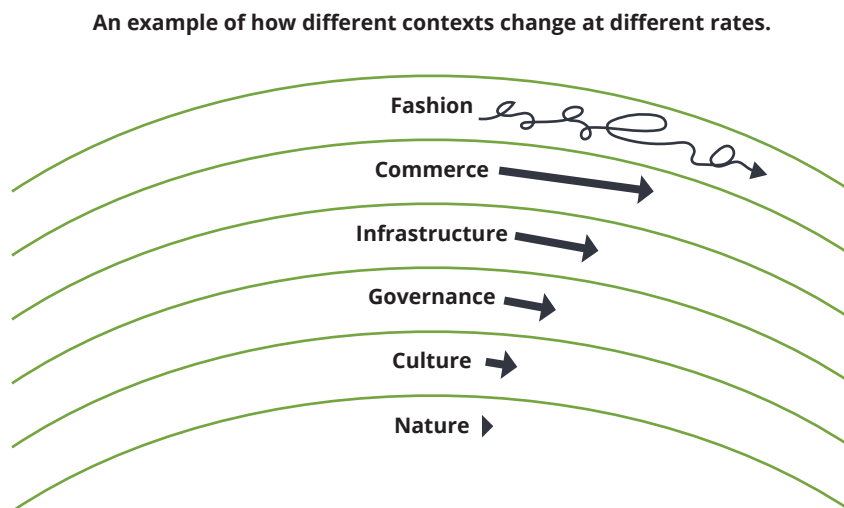 An example of how different contexts change at different rates.
Fashion
Commerce
Infrastructure
Governance
Culture
Nature